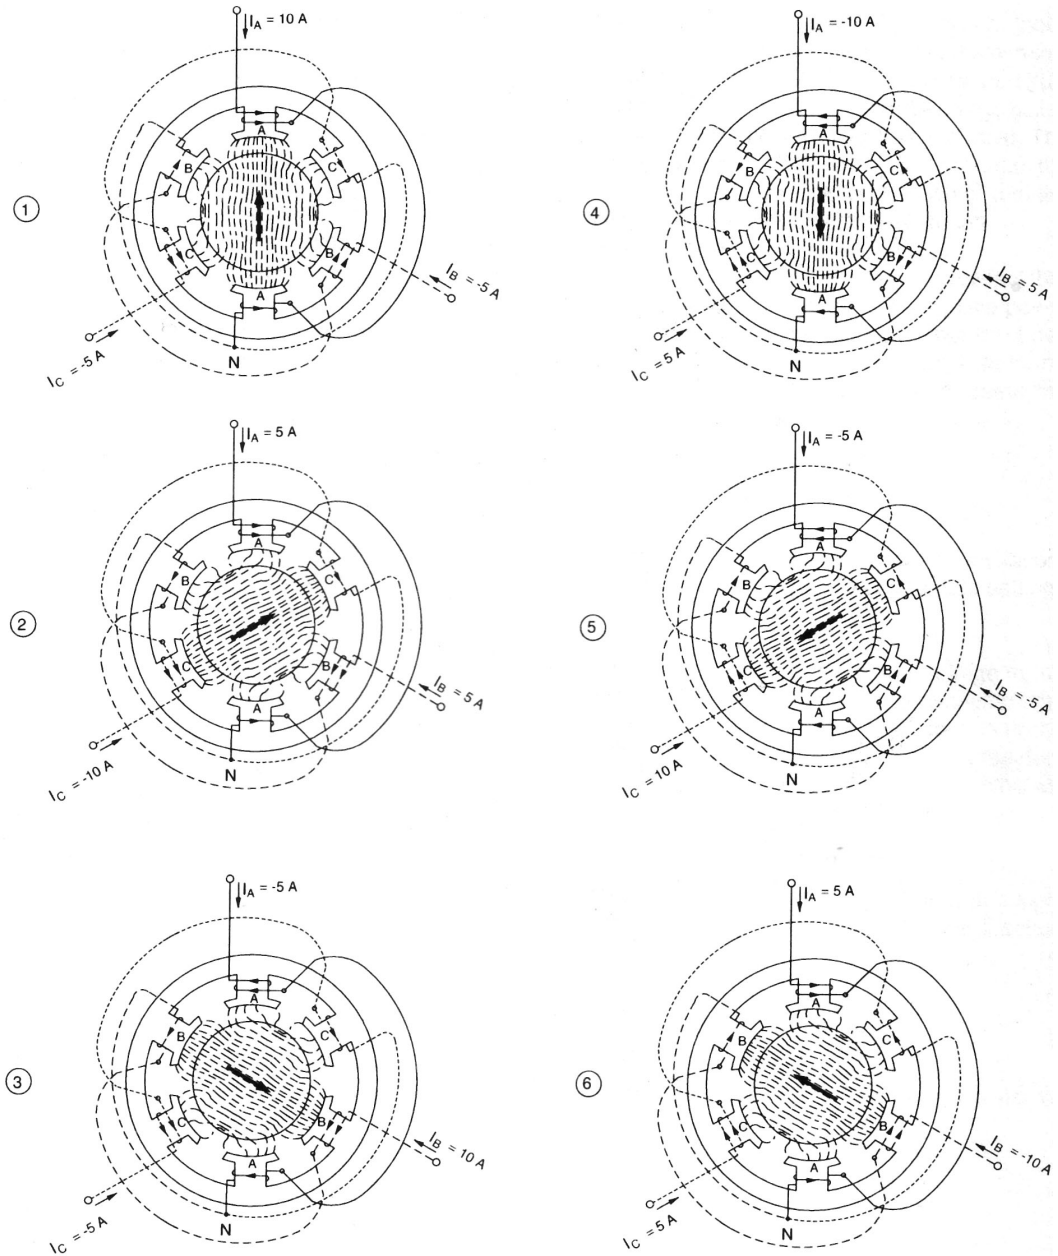 1
I_A = 10 A
A
B
C
C
B
A
I_B = -5 A
I_C = -5 A
N
2
I_A = 5 A
A
B
C
C
B
A
I_B = 5 A
I_C = -10 A
N
3
I_A = -5 A
A
B
C
C
B
A
I_B = 10 A
I_C = -5 A
N
4
I_A = -10 A
A
B
C
C
B
A
I_B = 5 A
I_C = 5 A
N
5
I_A = -5 A
A
B
C
C
B
A
I_B = -5 A
I_C = 10 A
N
6
I_A = 5 A
A
B
C
C
B
A
I_B = -10 A
I_C = 5 A
N